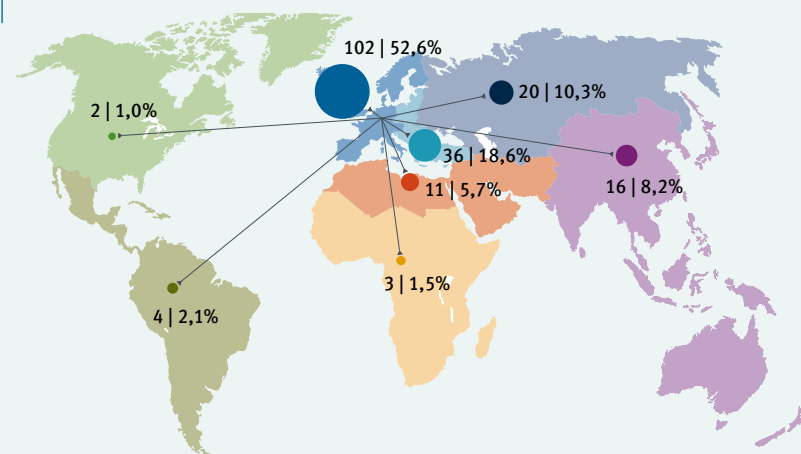 102 | 52,6%
20 | 10,3%
2 | 1,0%
36 | 18,6%
16 | 8,2%
11 | 5,7%
3 | 1,5%
4 | 2,1%